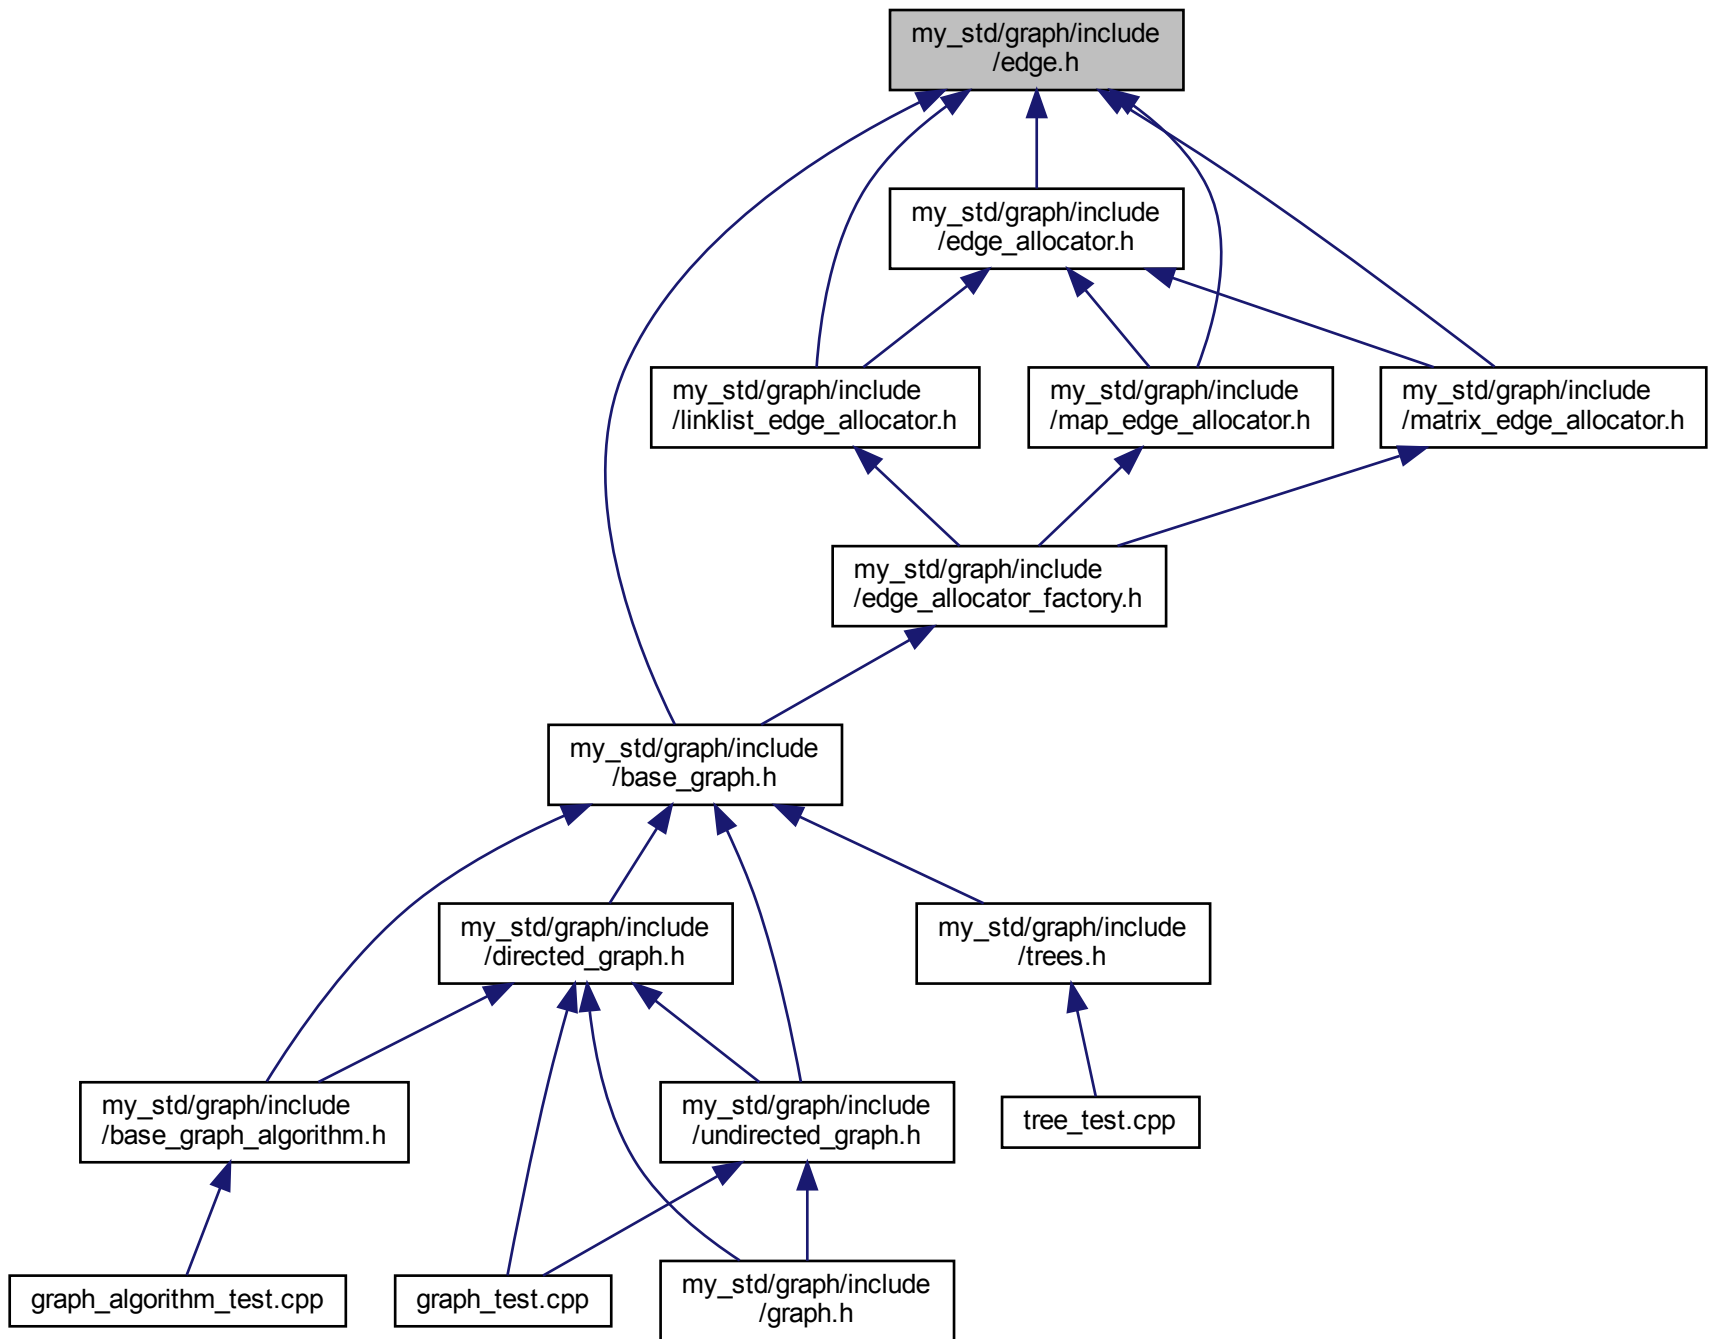 my_std/graph/include
/edge.h
my_std/graph/include
/edge_allocator.h
my_std/graph/include
/linklist_edge_allocator.h
my_std/graph/include
/map_edge_allocator.h
my_std/graph/include
/matrix_edge_allocator.h
my_std/graph/include
/edge_allocator_factory.h
my_std/graph/include
/base_graph.h
my_std/graph/include
/directed_graph.h
my_std/graph/include
/trees.h
my_std/graph/include
/base_graph_algorithm.h
my_std/graph/include
/undirected_graph.h
tree_test.cpp
graph_algorithm_test.cpp
graph_test.cpp
my_std/graph/include
/graph.h